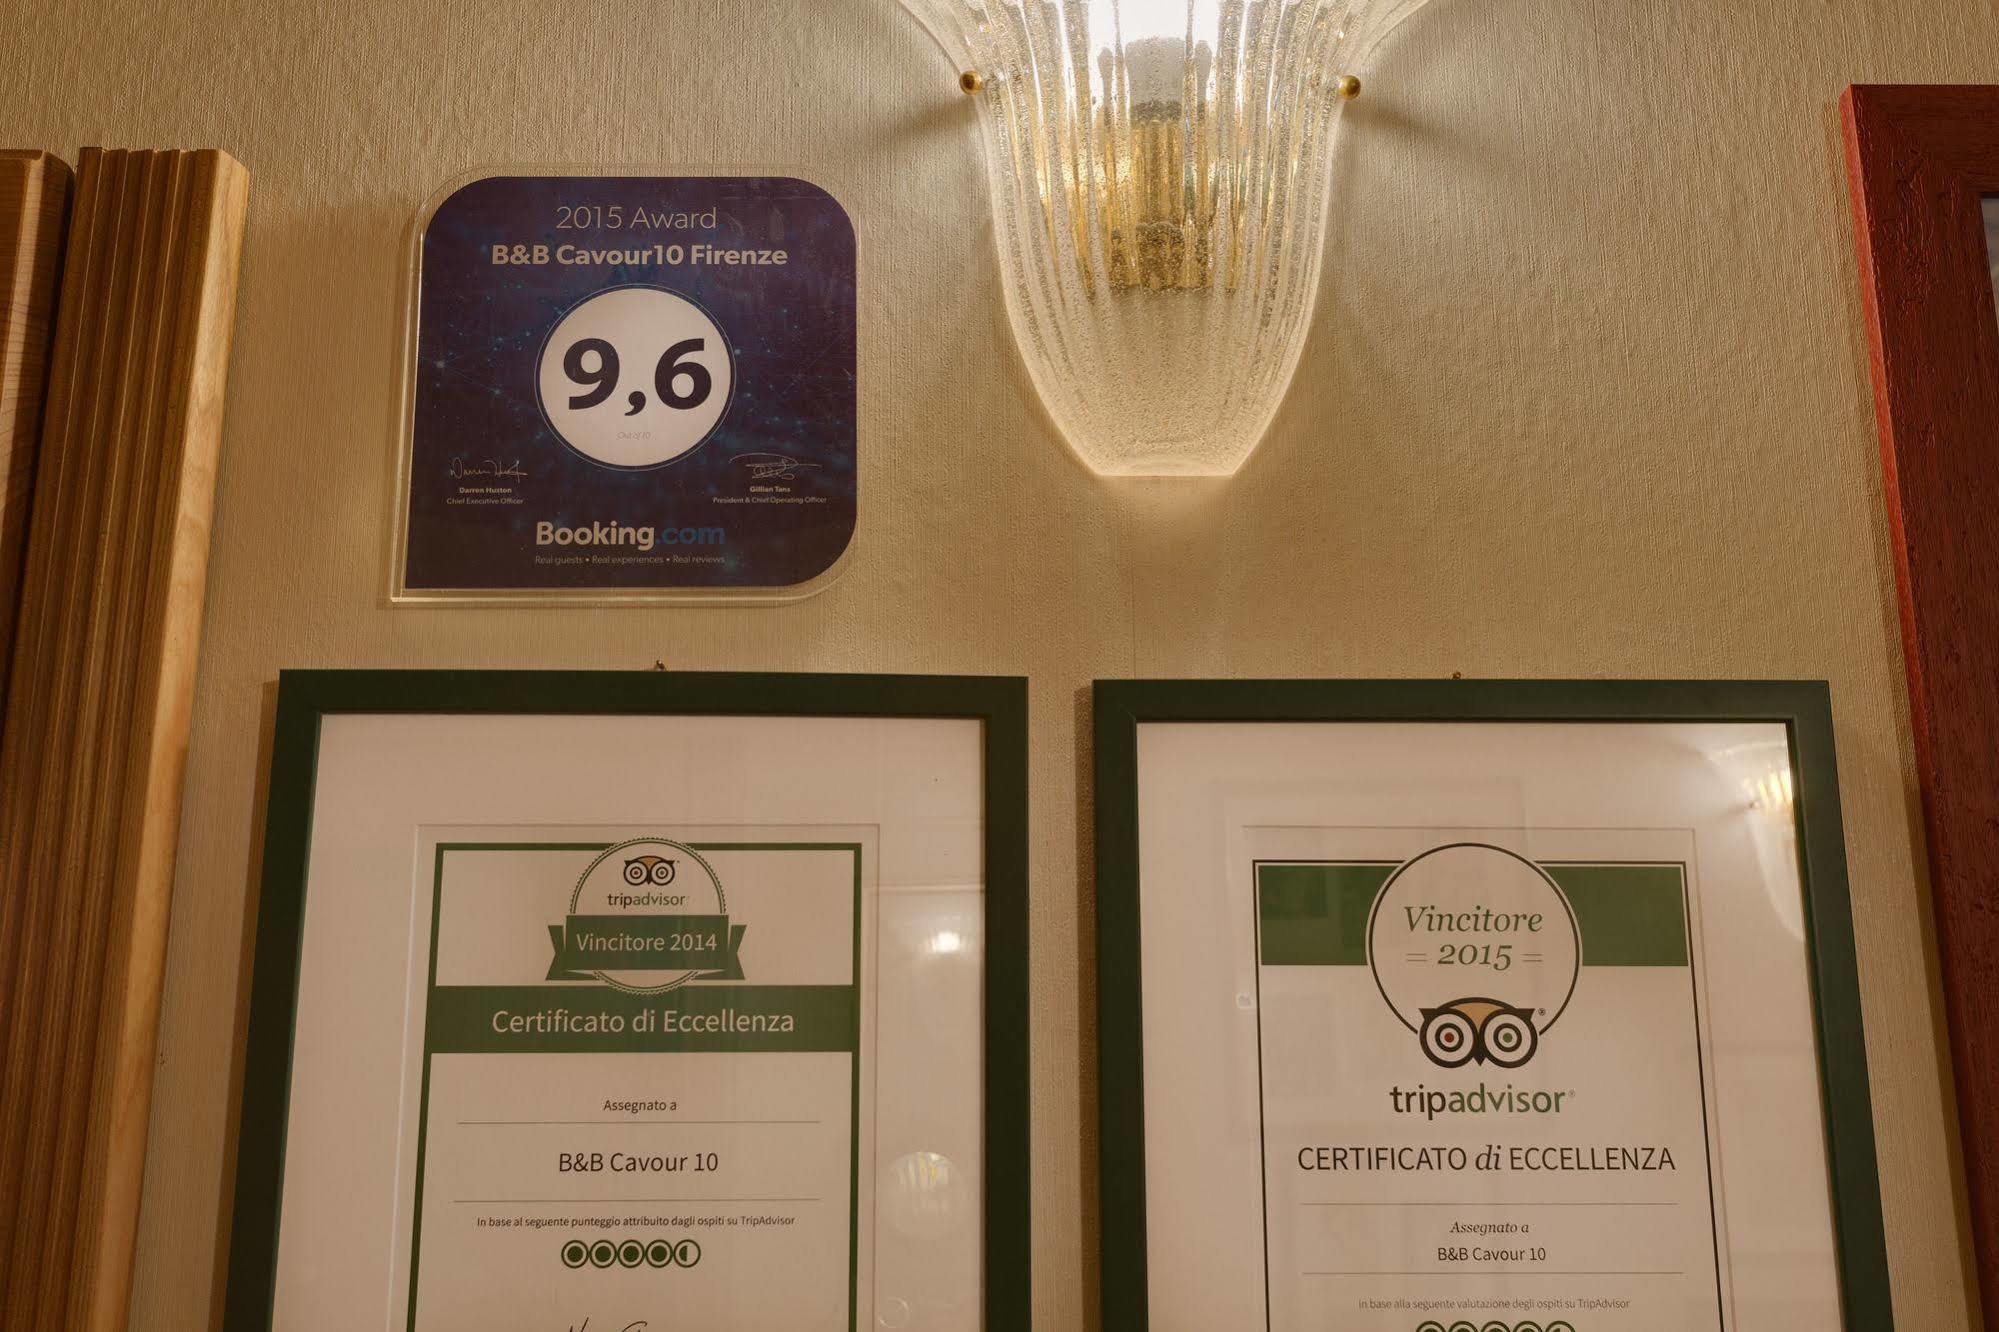 2015 Award
B&B Cavour10 Firenze
9,6
Out of 10
Darren Huston
Chief Executive Officer
Gillian Tans
President & Chief Operating Officer
Booking.com
Real guests • Real experiences • Real reviews
tripadvisor®
Vincitore 2014
Certificato di Eccellenza
Assegnato a
B&B Cavour 10
In base al seguente punteggio attribuito dagli ospiti su TripAdvisor
Vincitore
= 2015 =
tripadvisor®
CERTIFICATO di ECCELLENZA
Assegnato a
B&B Cavour 10
in base alla seguente valutazione degli ospiti su TripAdvisor